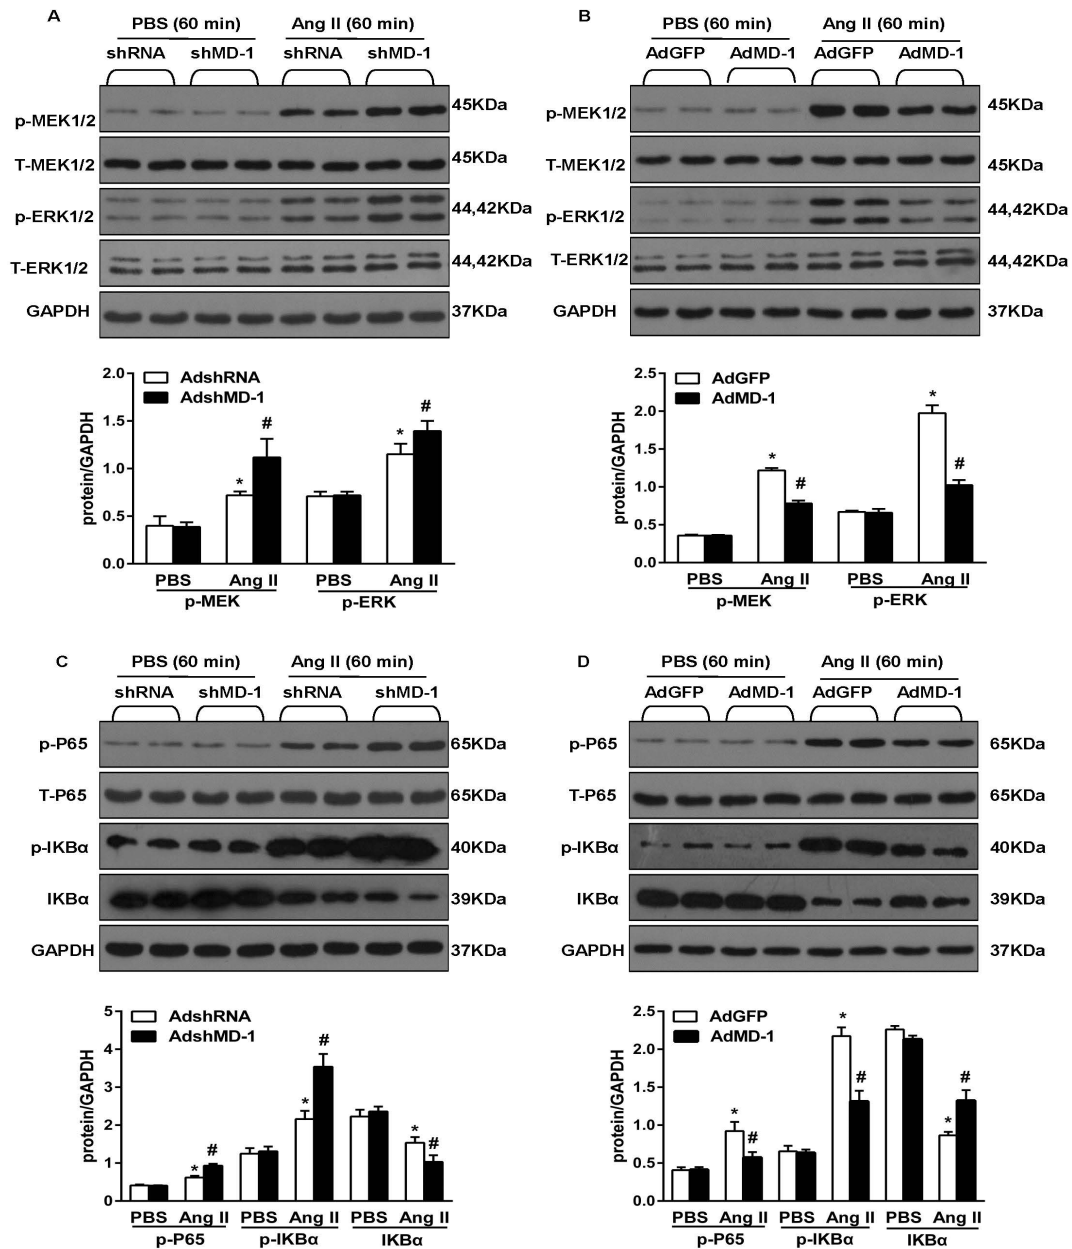 A
PBS (60 min) Ang II (60 min)
shRNA shMD-1 shRNA shMD-1
p-MEK1/2 45KDa
T-MEK1/2 45KDa
p-ERK1/2 44,42KDa
T-ERK1/2 44,42KDa
GAPDH 37KDa
2.0
1.5
1.0
0.5
0.0
protein/GAPDH
AdshRNA
AdshMD-1
* # * #
PBS Ang II PBS Ang II
p-MEK p-ERK
B
PBS (60 min) Ang II (60 min)
AdGFP AdMD-1 AdGFP AdMD-1
p-MEK1/2 45KDa
T-MEK1/2 45KDa
p-ERK1/2 44,42KDa
T-ERK1/2 44,42KDa
GAPDH 37KDa
2.5
2.0
1.5
1.0
0.5
0.0
protein/GAPDH
AdGFP
AdMD-1
* # * #
PBS Ang II PBS Ang II
p-MEK p-ERK
C
PBS (60 min) Ang II (60 min)
shRNA shMD-1 shRNA shMD-1
p-P65 65KDa
T-P65 65KDa
p-IKBα 40KDa
IKBα 39KDa
GAPDH 37KDa
5
4
3
2
1
0
protein/GAPDH
AdshRNA
AdshMD-1
* # * # * #
PBS Ang II PBS Ang II PBS Ang II
p-P65 p-IKBα IKBα
D
PBS (60 min) Ang II (60 min)
AdGFP AdMD-1 AdGFP AdMD-1
p-P65 65KDa
T-P65 65KDa
p-IKBα 40KDa
IKBα 39KDa
GAPDH 37KDa
2.5
2.0
1.5
1.0
0.5
0.0
protein/GAPDH
AdGFP
AdMD-1
* # * # * #
PBS Ang II PBS Ang II PBS Ang II
p-P65 p-IKBα IKBα